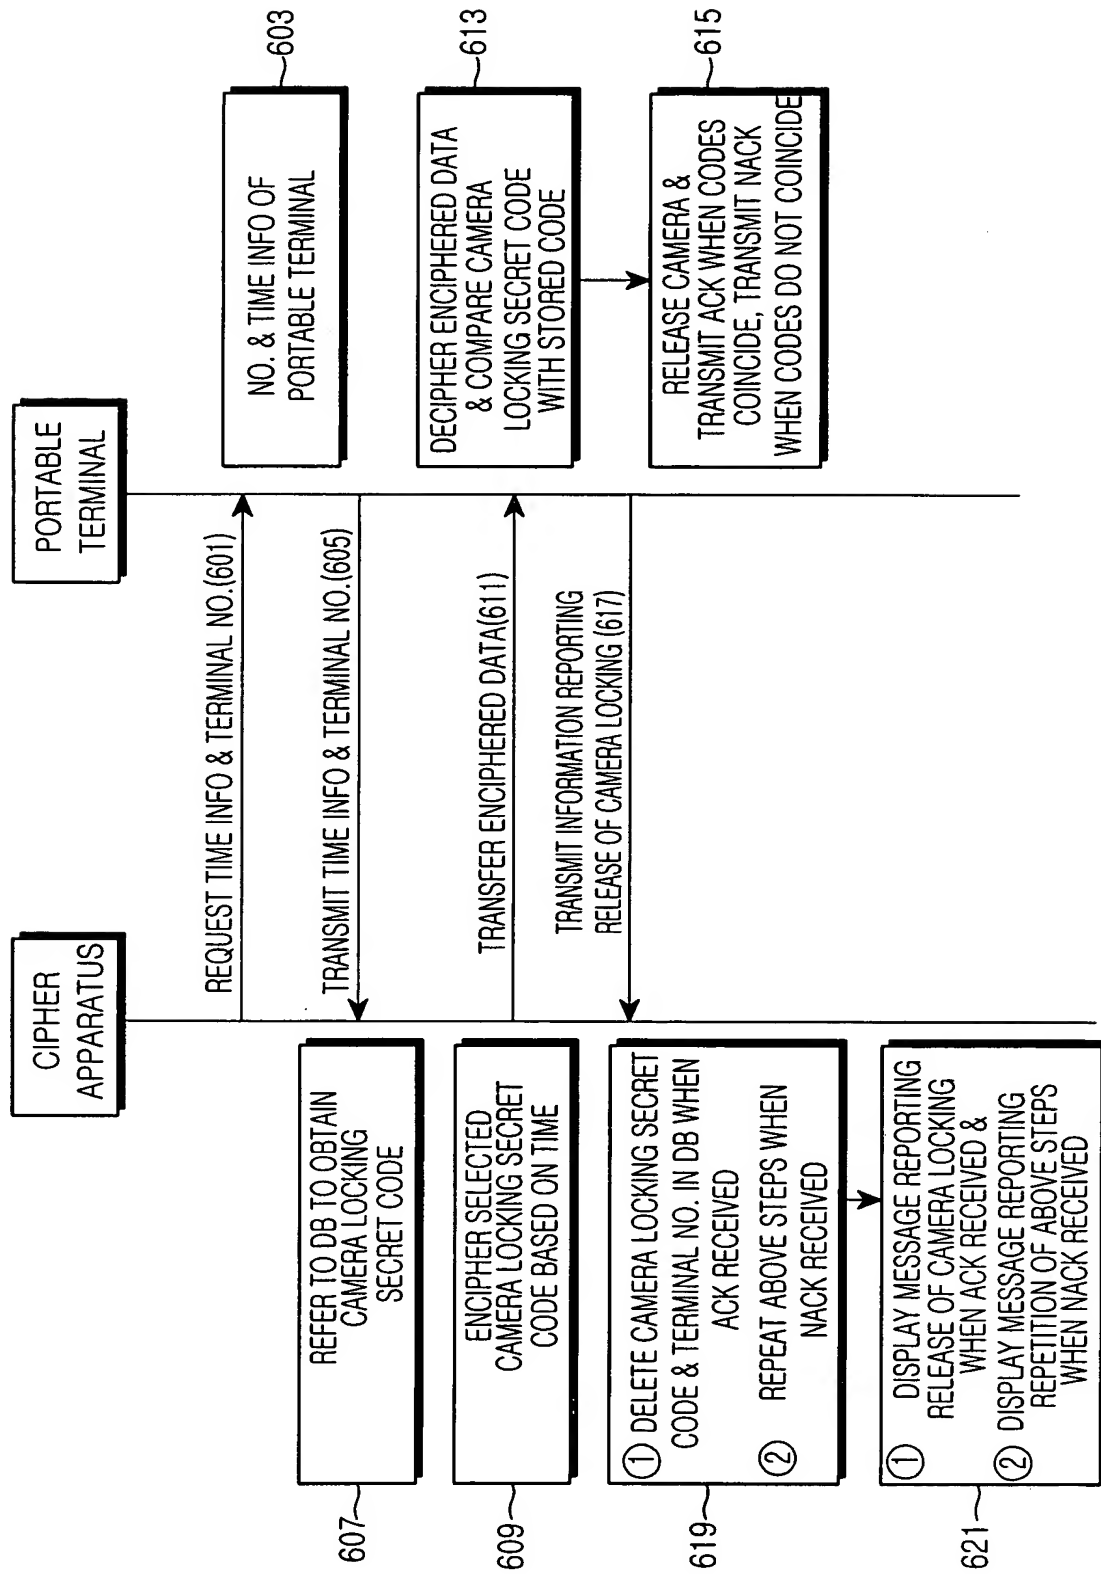 CIPHER
APPARATUS
PORTABLE
TERMINAL
REQUEST TIME INFO & TERMINAL NO.(601)
NO. & TIME INFO OF
PORTABLE TERMINAL
603
TRANSMIT TIME INFO & TERMINAL NO.(605)
607
REFER TO DB TO OBTAIN
CAMERA LOCKING
SECRET CODE
609
ENCIPHER SELECTED
CAMERA LOCKING SECRET
CODE BASED ON TIME
TRANSFER ENCIPHERED DATA(611)
DECIPHER ENCIPHERED DATA
& COMPARE CAMERA
LOCKING SECRET CODE
WITH STORED CODE
613
RELEASE CAMERA &
TRANSMIT ACK WHEN CODES
COINCIDE, TRANSMIT NACK
WHEN CODES DO NOT COINCIDE
615
TRANSMIT INFORMATION REPORTING
RELEASE OF CAMERA LOCKING (617)
619
① DELETE CAMERA LOCKING SECRET
CODE & TERMINAL NO. IN DB WHEN
ACK RECEIVED
② REPEAT ABOVE STEPS WHEN
NACK RECEIVED
621
① DISPLAY MESSAGE REPORTING
RELEASE OF CAMERA LOCKING
WHEN ACK RECEIVED &
② DISPLAY MESSAGE REPORTING
REPETITION OF ABOVE STEPS
WHEN NACK RECEIVED